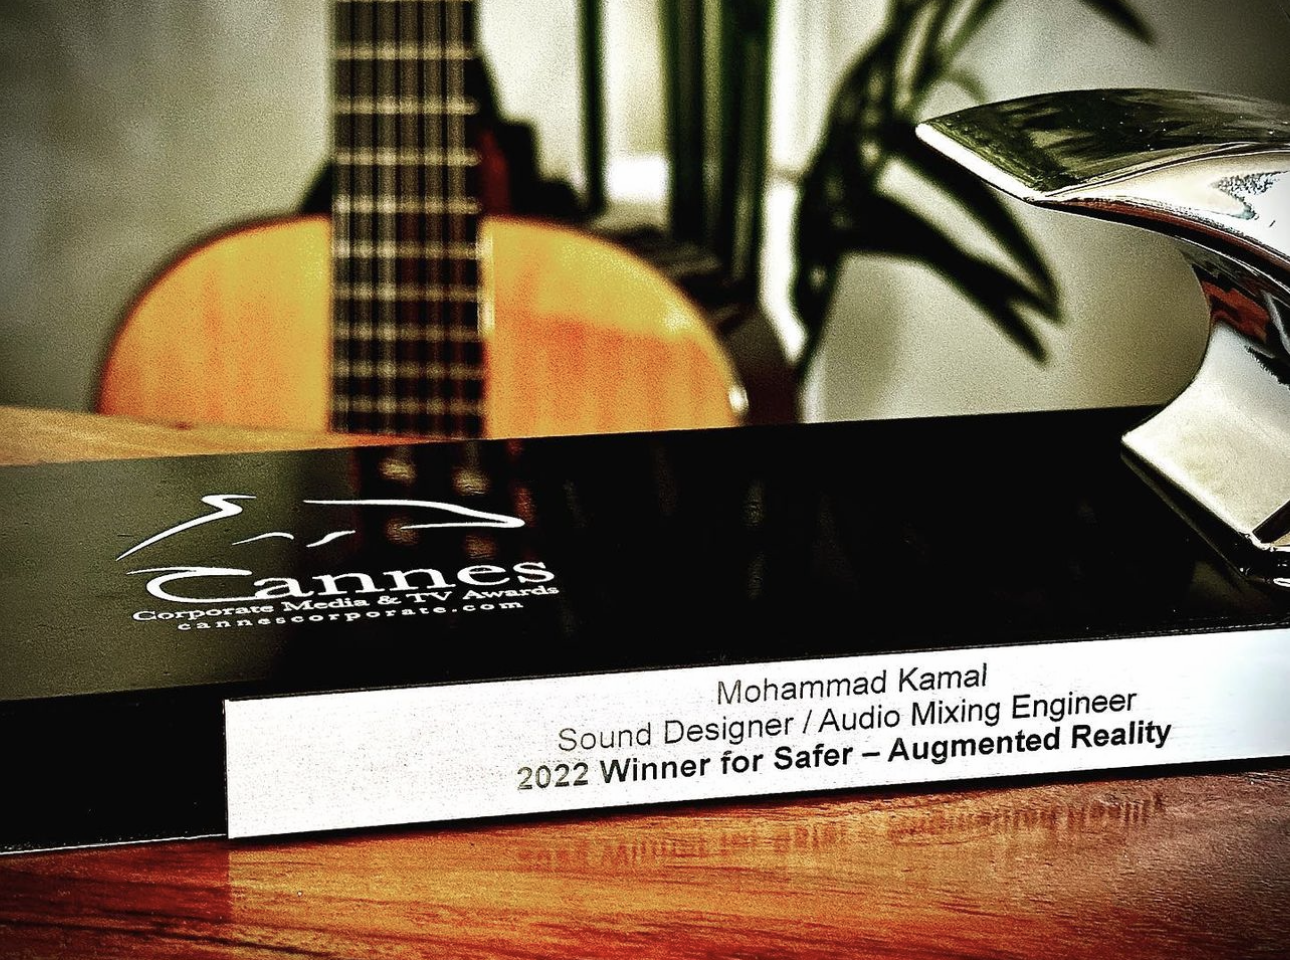 Cannes
Corporate Media & TV Awards
cannescorporate.com
Mohammad Kamal
Sound Designer / Audio Mixing Engineer
2022 Winner for Safer – Augmented Reality